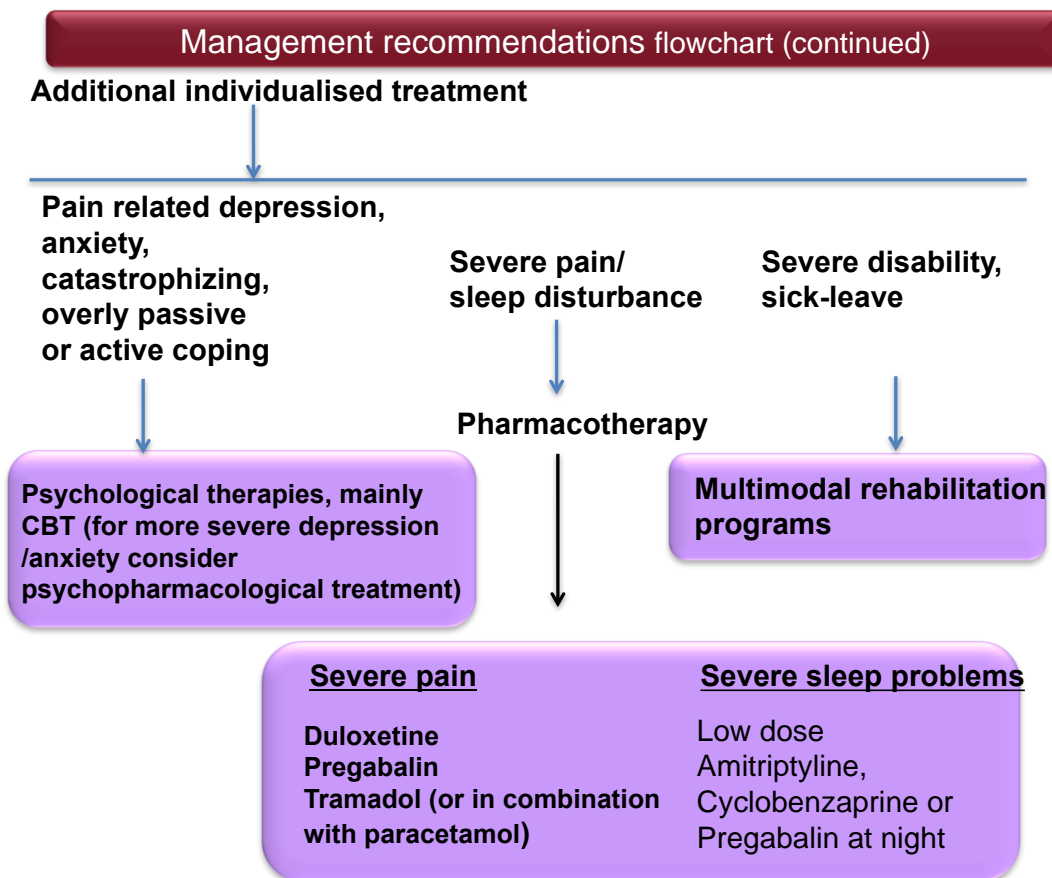 Management recommendations flowchart (continued)
Additional individualised treatment
Pain related depression,
anxiety,
catastrophizing,
overly passive
or active coping
Severe pain/
sleep disturbance
Severe disability,
sick-leave
Pharmacotherapy
Psychological therapies, mainly
CBT (for more severe depression
/anxiety consider
psychopharmacological treatment)
Multimodal rehabilitation
programs
Severe pain
Duloxetine
Pregabalin
Tramadol (or in combination
with paracetamol)
Severe sleep problems
Low dose
Amitriptyline,
Cyclobenzaprine or
Pregabalin at night